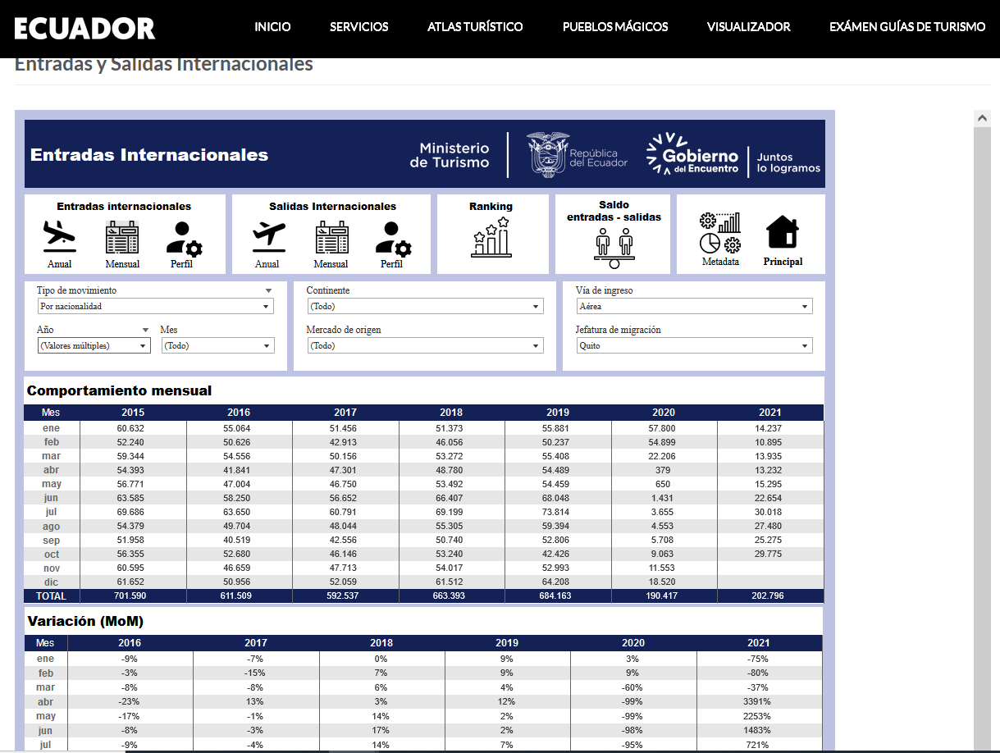 ECUADOR INICIO SERVICIOS ATLAS TURÍSTICO PUEBLOS MÁGICOS VISUALIZADOR EXÁMEN GUÍAS DE TURISMO
Entradas y Salidas Internacionales
Entradas Internacionales
Ministerio
de Turismo
República
del Ecuador
Gobierno
del Encuentro
Juntos
lo logramos
Entradas internacionales
Anual Mensual Perfil
Salidas Internacionales
Anual Mensual Perfil
Ranking
Saldo
entradas - salidas
Metadata Principal
Tipo de movimiento
Por nacionalidad
Año Mes
(Valores múltiples) (Todo)
Continente
(Todo)
Mercado de origen
(Todo)
Vía de ingreso
Aérea
Jefatura de migración
Quito
Comportamiento mensual
Mes 2015 2016 2017 2018 2019 2020 2021
ene 60.632 55.064 51.456 51.373 55.881 57.800 14.237
feb 52.240 50.626 42.913 46.056 50.237 54.899 10.895
mar 59.344 54.556 50.156 53.272 55.408 22.206 13.935
abr 54.393 41.841 47.301 48.780 54.489 379 13.232
may 56.771 47.004 46.750 53.492 54.459 650 15.295
jun 63.585 58.250 56.652 66.407 68.048 1.431 22.654
jul 69.686 63.650 60.791 69.199 73.814 3.655 30.018
ago 54.379 49.704 48.044 55.305 59.394 4.553 27.480
sep 51.958 40.519 42.556 50.740 52.806 5.708 25.275
oct 56.355 52.680 46.146 53.240 42.426 9.063 29.775
nov 60.595 46.659 47.713 54.017 52.993 11.553
dic 61.652 50.956 52.059 61.512 64.208 18.520
TOTAL 701.590 611.509 592.537 663.393 684.163 190.417 202.796
Variación (MoM)
Mes 2016 2017 2018 2019 2020 2021
ene -9% -7% 0% 9% 3% -75%
feb -3% -15% 7% 9% 9% -80%
mar -8% -8% 6% 4% -60% -37%
abr -23% 13% 3% 12% -99% 3391%
may -17% -1% 14% 2% -99% 2253%
jun -8% -3% 17% 2% -98% 1483%
jul -9% -4% 14% 7% -95% 721%